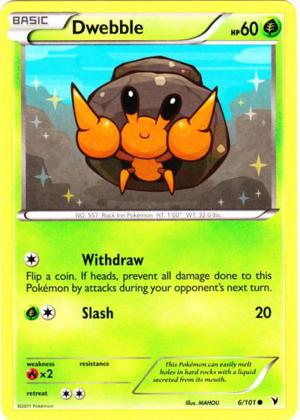 BASIC
Dwebble HP60
NO. 557 Rock Inn Pokémon HT. 1'00" WT. 32.0 lbs.
Withdraw
Flip a coin. If heads, prevent all damage done to this
Pokémon by attacks during your opponent's next turn.
Slash 20
weakness resistance
×2
retreat
This Pokémon can easily melt
holes in hard rocks with a liquid
secreted from its mouth.
©2011 Pokémon
Illus. MAHOU
6/101